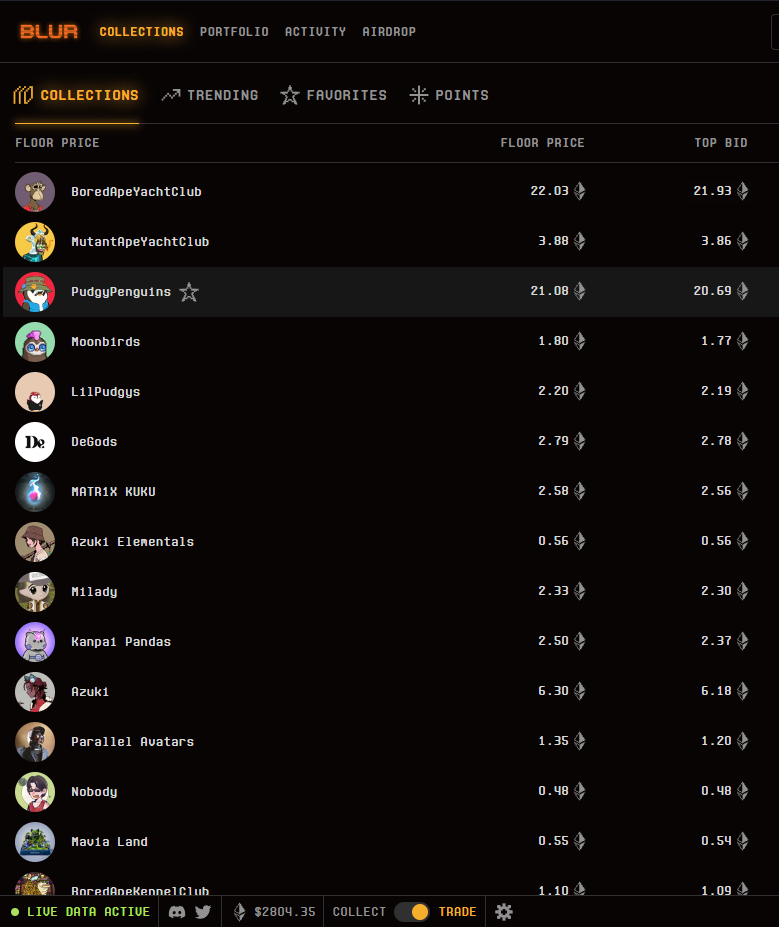 BLUR COLLECTIONS PORTFOLIO ACTIVITY AIRDROP
COLLECTIONS TRENDING FAVORITES POINTS
FLOOR PRICE FLOOR PRICE TOP BID
BoredApeYachtClub 22.03 21.93
MutantApeYachtClub 3.88 3.86
PudgyPenguins 21.08 20.69
Moonbirds 1.80 1.77
LilPudgys 2.20 2.19
De DeGods 2.79 2.78
MATR1X KUKU 2.58 2.56
Azuki Elementals 0.56 0.56
Milady 2.33 2.30
Kanpai Pandas 2.50 2.37
Azuki 6.30 6.18
Parallel Avatars 1.35 1.20
Nobody 0.48 0.48
Mavia Land 0.55 0.54
BoredApeKennelClub 1.10 1.09
LIVE DATA ACTIVE $2804.35 COLLECT TRADE